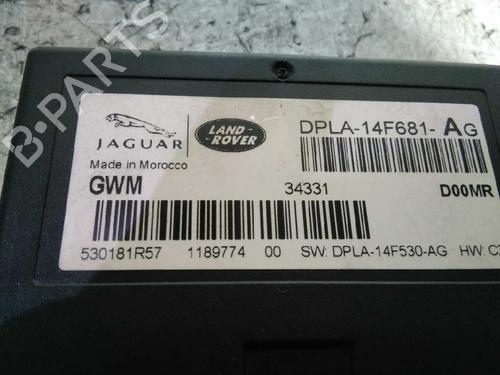 JAGUAR
LAND-
-ROVER
DPLA-14F681- AG
Made in Morocco
GWM 34331 D00MR
530181R57 1189774 00 SW: DPLA-14F530-AG HW:
B-PARTS